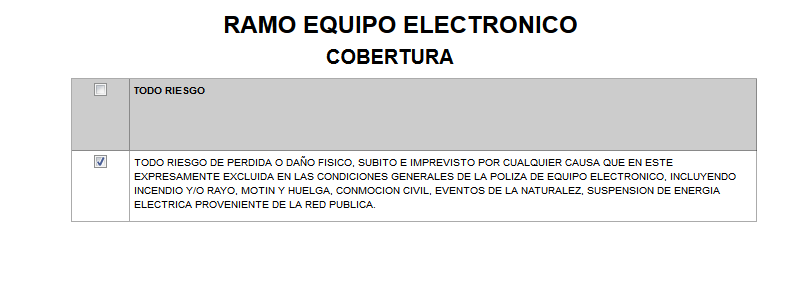 RAMO EQUIPO ELECTRONICO
COBERTURA
TODO RIESGO
TODO RIESGO DE PERDIDA O DAÑO FISICO, SUBITO E IMPREVISTO POR CUALQUIER CAUSA QUE EN ESTE
EXPRESAMENTE EXCLUIDA EN LAS CONDICIONES GENERALES DE LA POLIZA DE EQUIPO ELECTRONICO, INCLUYENDO
INCENDIO Y/O RAYO, MOTIN Y HUELGA, CONMOCION CIVIL, EVENTOS DE LA NATURALEZ, SUSPENSION DE ENERGIA
ELECTRICA PROVENIENTE DE LA RED PUBLICA.